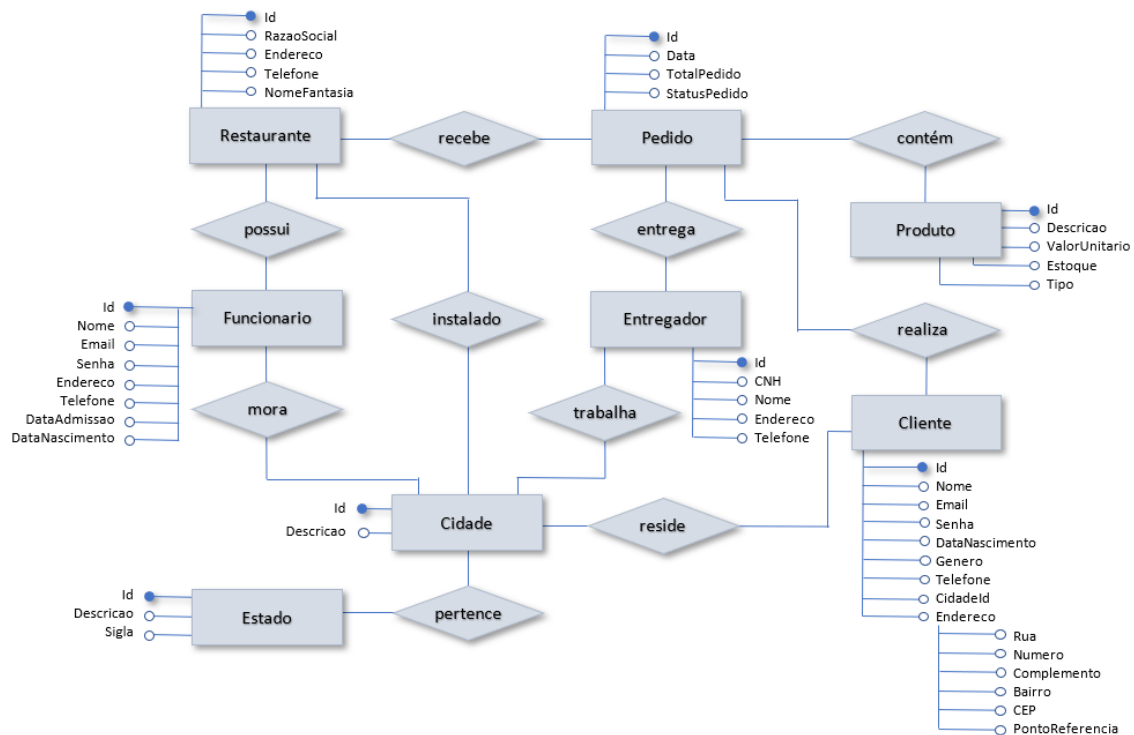 Id
RazaoSocial
Endereco
Telefone
NomeFantasia
Restaurante
recebe
Id
Data
TotalPedido
StatusPedido
Pedido
contém
Produto
Id
Descricao
ValorUnitario
Estoque
Tipo
possui
entrega
instalado
realiza
Id
Nome
Email
Senha
Endereco
Telefone
DataAdmissao
DataNascimento
Funcionario
Entregador
Id
CNH
Nome
Endereco
Telefone
mora
trabalha
Cliente
Id
Nome
Email
Senha
DataNascimento
Genero
Telefone
CidadeId
Endereco
Rua
Numero
Complemento
Bairro
CEP
PontoReferencia
Id
Descricao
Cidade
reside
Id
Descricao
Sigla
Estado
pertence